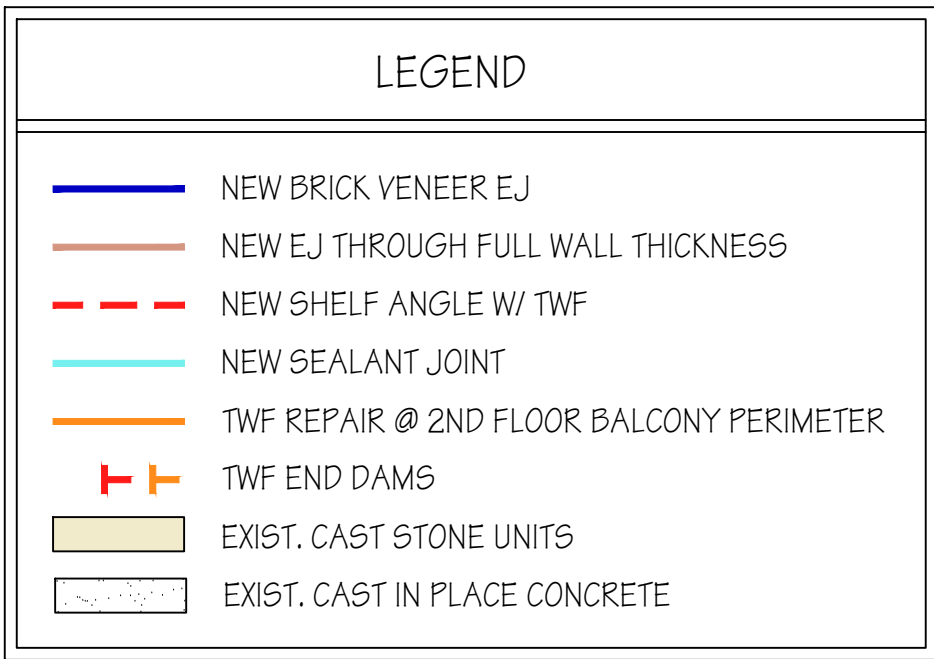 LEGEND
NEW BRICK VENEER EJ
NEW EJ THROUGH FULL WALL THICKNESS
NEW SHELF ANGLE W/ TWF
NEW SEALANT JOINT
TWF REPAIR @ 2ND FLOOR BALCONY PERIMETER
TWF END DAMS
EXIST. CAST STONE UNITS
EXIST. CAST IN PLACE CONCRETE